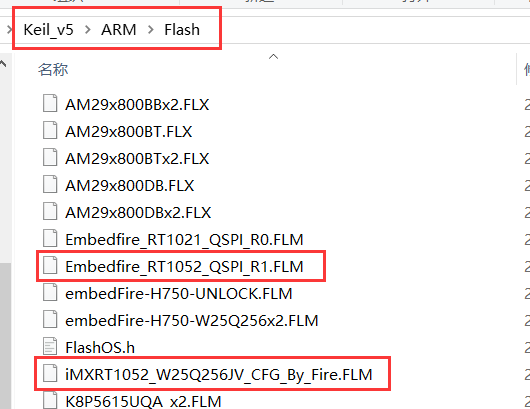 Keil_v5 > ARM > Flash
名称
AM29x800BBx2.FLX
AM29x800BT.FLX
AM29x800BTx2.FLX
AM29x800DB.FLX
AM29x800DBx2.FLX
Embedfire_RT1021_QSPI_R0.FLM
Embedfire_RT1052_QSPI_R1.FLM
embedFire-H750-UNLOCK.FLM
embedFire-H750-W25Q256x2.FLM
FlashOS.h
iMXRT1052_W25Q256JV_CFG_By_Fire.FLM
K8P5615UQA_x2.FLM